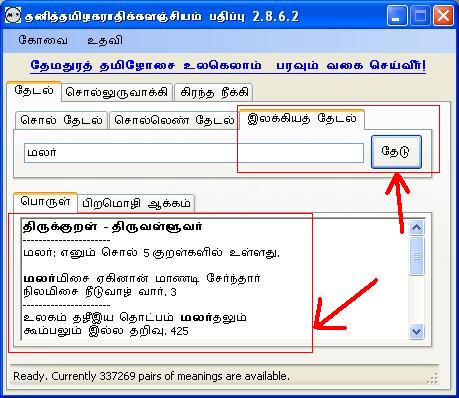 தனித்தமிழகராதிக்களஞ்சியம் பதிப்பு 2.8.6.2
கோவை உதவி
தேமதுரத் தமிழோசை உலகெலாம் பரவும் வகை செய்வீர்!
தேடல் சொல்லுருவாக்கி கிரந்த நீக்கி
சொல் தேடல் சொல்லெண் தேடல் இலக்கியத் தேடல்
மலர் தேடு
பொருள் பிறமொழி ஆக்கம்
திருக்குறள் - திருவள்ளுவர்
----------------------
மலர்; எனும் சொல் 5 குறள்களில் உள்ளது.
மலர்மிசை ஏகினான் மாணடி சேர்ந்தார்
நிலமிசை நீடுவாழ் வார். 3
----------------------
உலகம் தழீஇய தொட்பம் மலர்தலும்
கூம்பலும் இல்ல தறிவு. 425
Ready. Currently 337269 pairs of meanings are available.